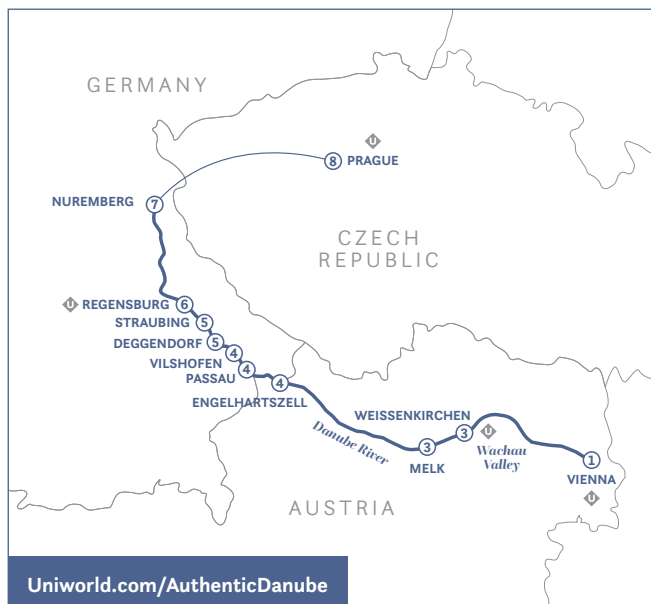 GERMANY
U
8 PRAGUE
NUREMBERG 7
CZECH
REPUBLIC
U REGENSBURG 6
STRAUBING 5
DEGGENDORF 5
VILSHOFEN 4
PASSAU 4
4
ENGELHARTSZELL
WEISSENKIRCHEN
3
U
Danube River
3
MELK
Wachau
Valley
1
VIENNA
U
AUSTRIA
Uniworld.com/AuthenticDanube